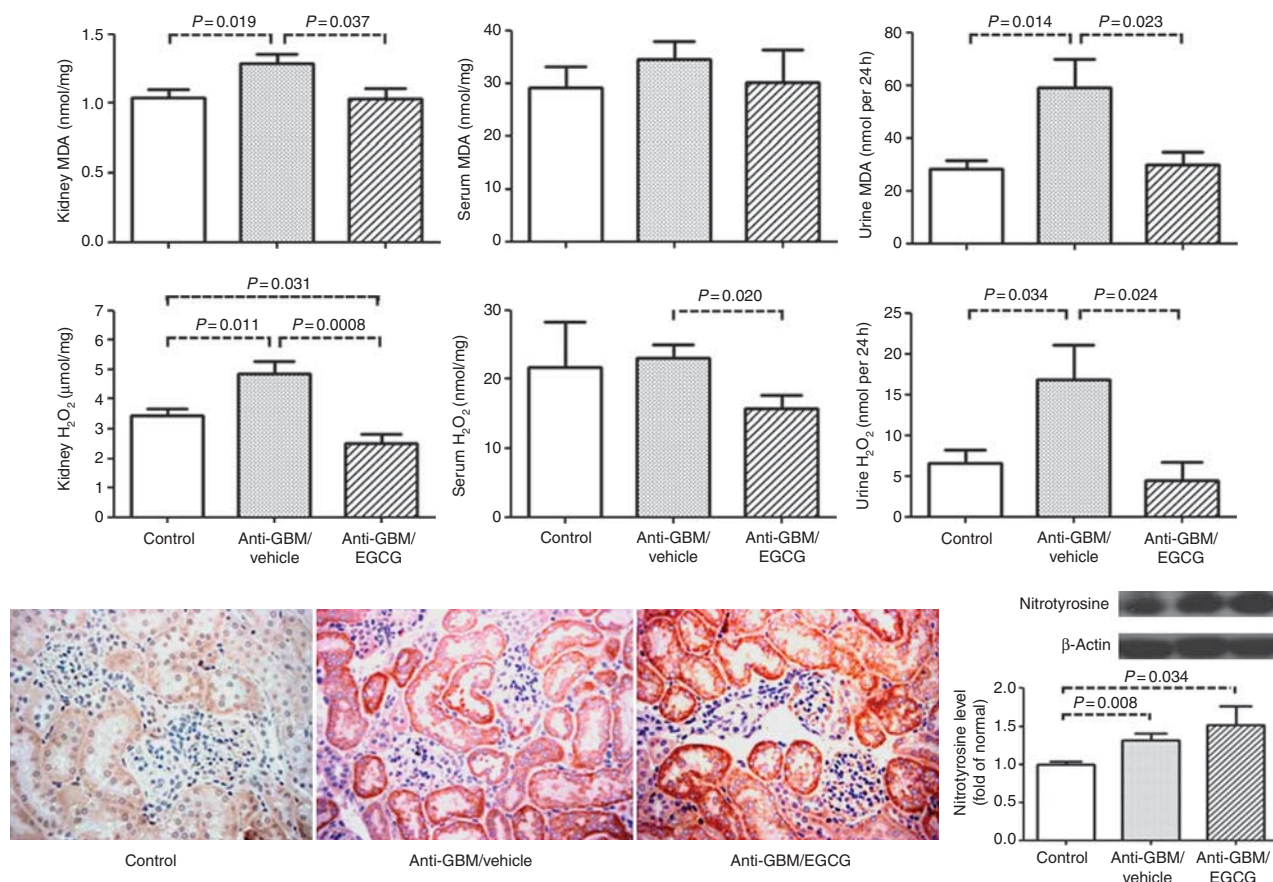 P = 0.019
P = 0.037
Kidney MDA (nmol/mg)
1.5
1.0
0.5
0.0
Serum MDA (nmol/mg)
40
30
20
10
0
P = 0.014
P = 0.023
Urine MDA (nmol per 24 h)
80
60
40
20
0
P = 0.031
P = 0.011
P = 0.0008
Kidney H₂O₂ (µmol/mg)
7
6
5
4
3
2
1
0
Control
Anti-GBM/
vehicle
Anti-GBM/
EGCG
P = 0.020
Serum H₂O₂ (nmol/mg)
30
20
10
0
Control
Anti-GBM/
vehicle
Anti-GBM/
EGCG
P = 0.034
P = 0.024
Urine H₂O₂ (nmol per 24 h)
25
20
15
10
5
0
Control
Anti-GBM/
vehicle
Anti-GBM/
EGCG
Control
Anti-GBM/vehicle
Anti-GBM/EGCG
Nitrotyrosine
β-Actin
P = 0.034
P = 0.008
Nitrotyrosine level
(fold of normal)
2.0
1.5
1.0
0.5
0.0
Control
Anti-GBM/
vehicle
Anti-GBM/
EGCG